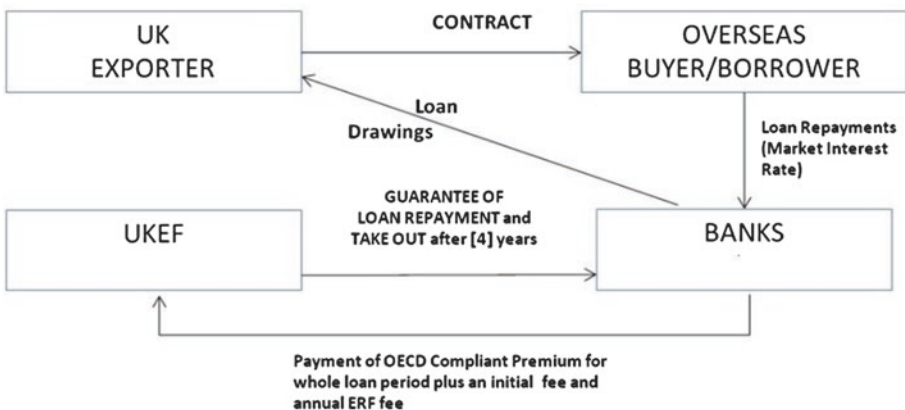 UK
EXPORTER
CONTRACT
OVERSEAS
BUYER/BORROWER
Loan
Drawings
Loan Repayments
(Market Interest
Rate)
GUARANTEE OF
LOAN REPAYMENT and
TAKE OUT after [4] years
UKEF
BANKS
Payment of OECD Compliant Premium for
whole loan period plus an initial fee and
annual ERF fee